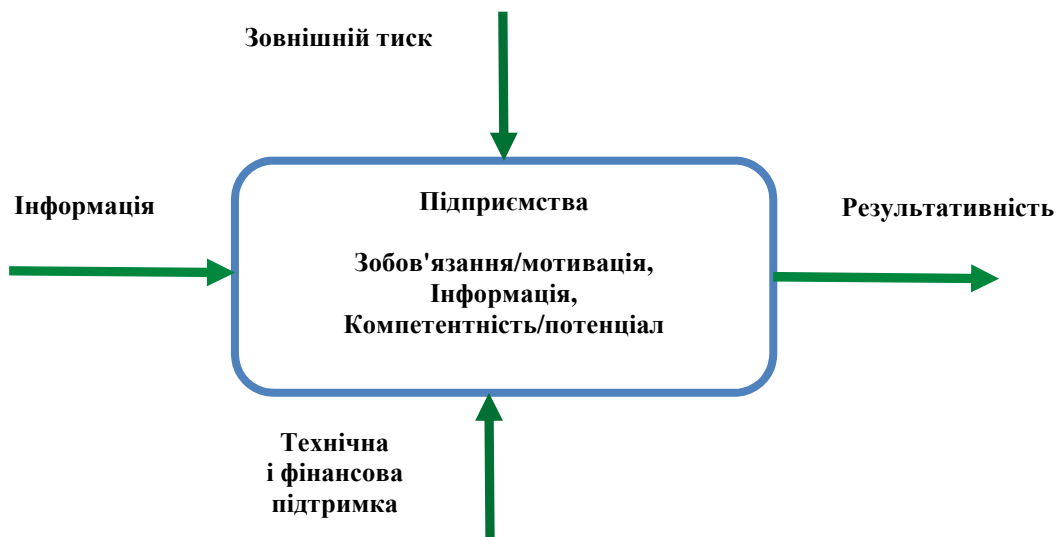 Зовнішній тиск
Інформація
Підприємства
Результативність
Зобов'язання/мотивація,
Інформація,
Компетентність/потенціал
Технічна
і фінансова
підтримка